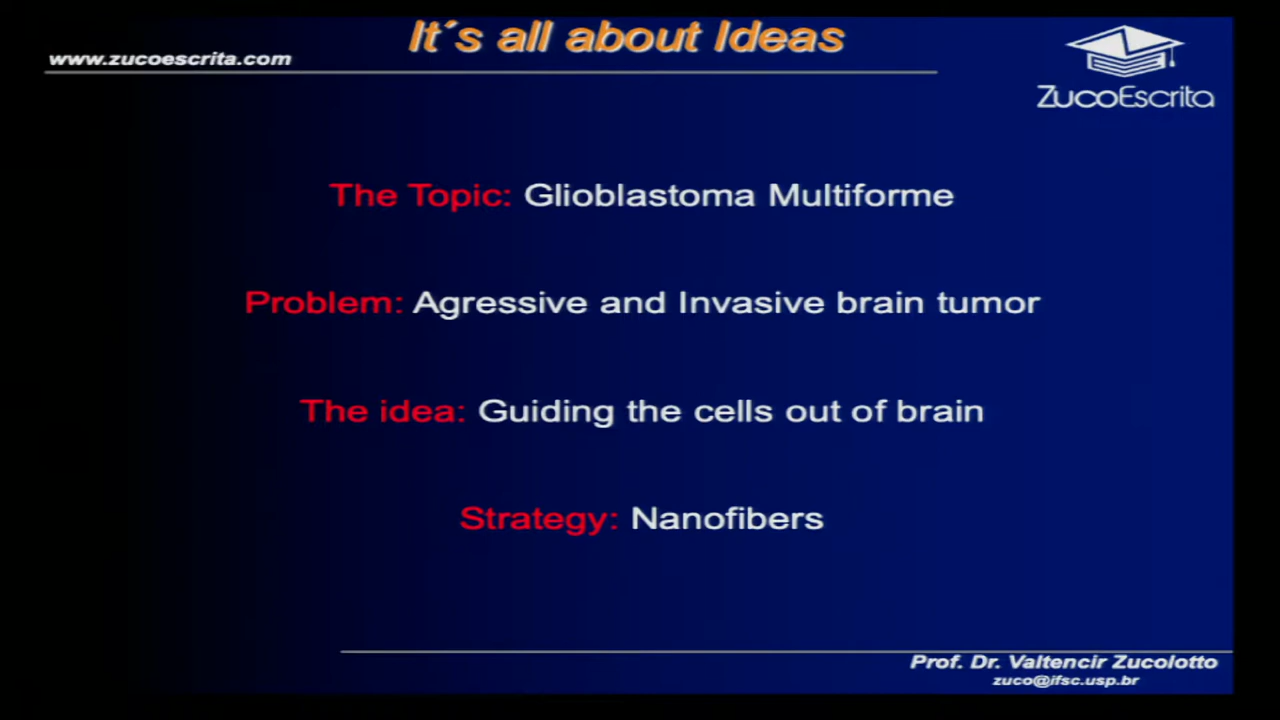 It´s all about Ideas
www.zucoescrita.com
ZucoEscrita
The Topic: Glioblastoma Multiforme
Problem: Agressive and Invasive brain tumor
The idea: Guiding the cells out of brain
Strategy: Nanofibers
Prof. Dr. Valtencir Zucolotto
zuco@ifsc.usp.br